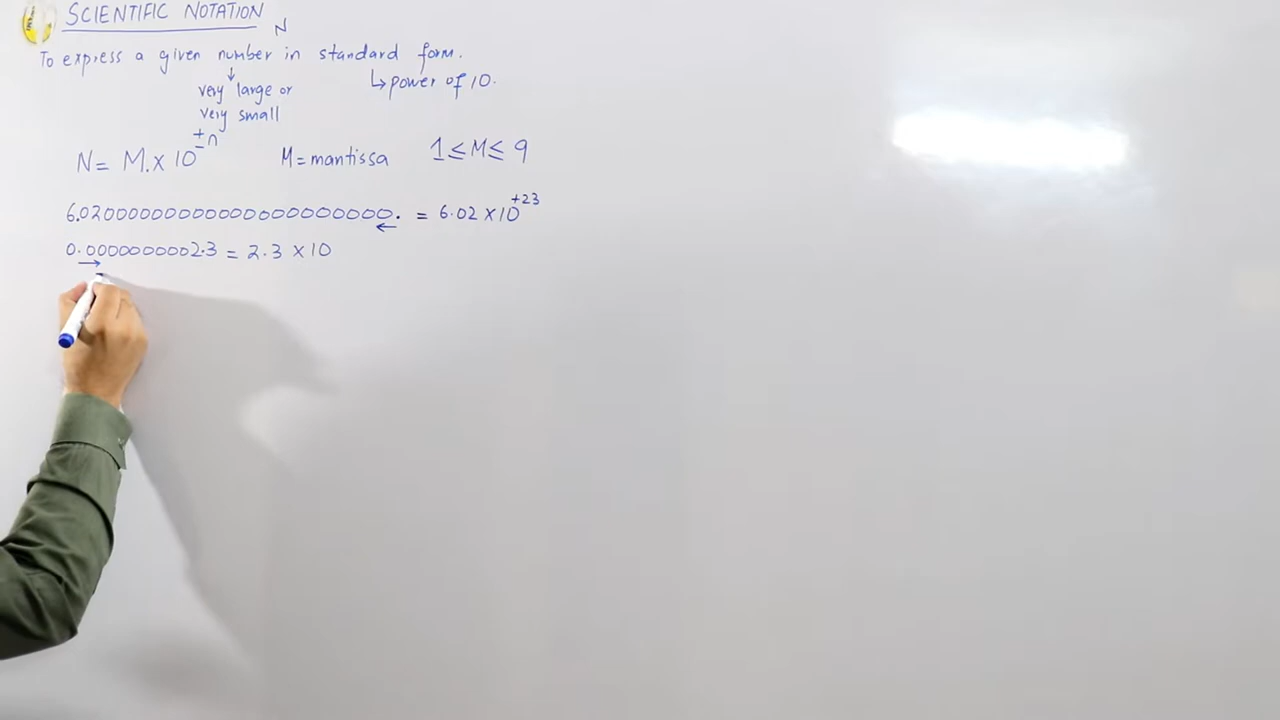 SCIENTIFIC NOTATION
N
To express a given number in standard form.
↓ ↳ power of 10.
very large or
very small
N = M. × 10^±n M = mantissa 1 ≤ M ≤ 9
6.02000000000000000000000. = 6.02 × 10^+23
←
0.0000000002.3 = 2.3 × 10
→